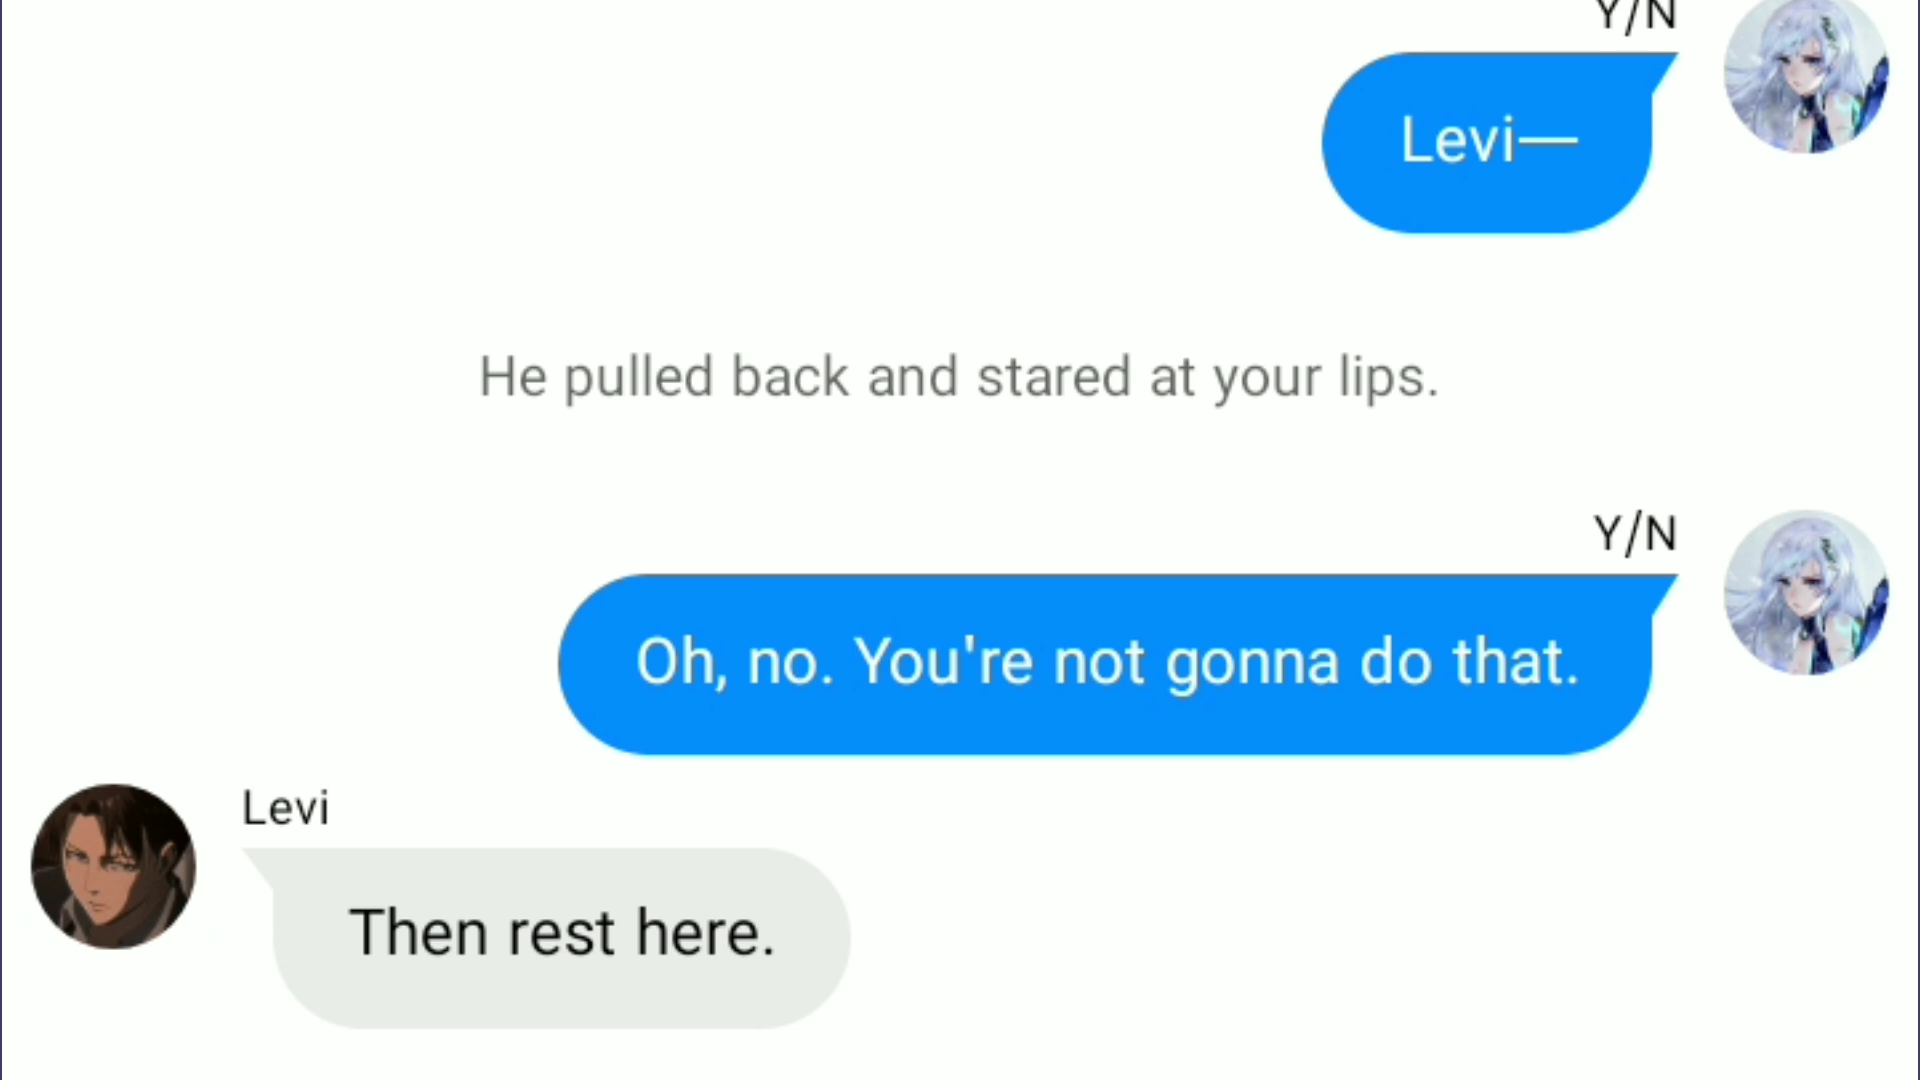 Y/N
Levi—
He pulled back and stared at your lips.
Y/N
Oh, no. You're not gonna do that.
Levi
Then rest here.